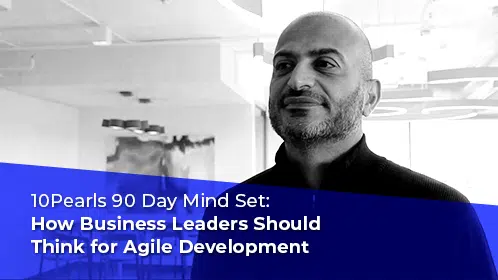 10Pearls 90 Day Mind Set:
How Business Leaders Should
Think for Agile Development